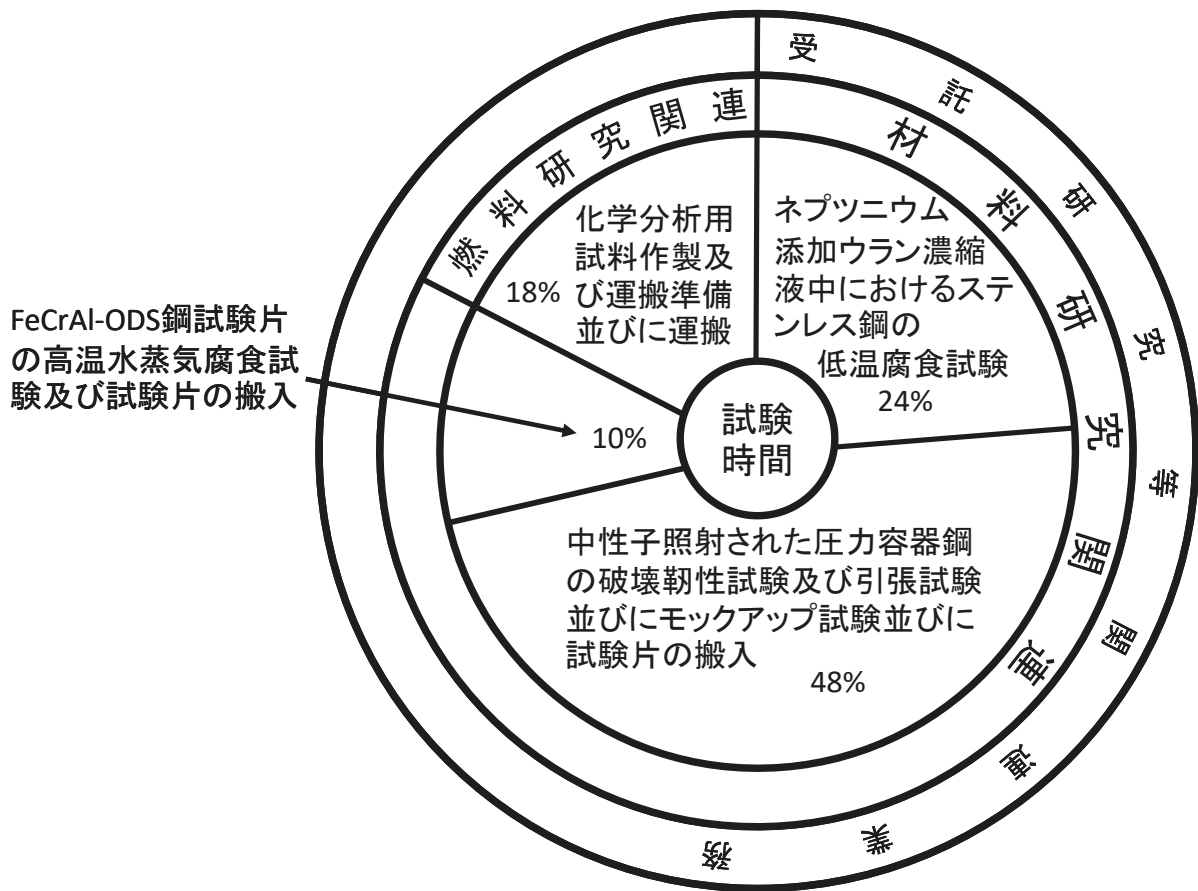 受託研究等関連業務
材料研究関連
燃料研究関連
化学分析用
試料作製及
び運搬準備
並びに運搬
18%
ネプツニウム
添加ウラン濃縮
液中におけるステ
ンレス鋼の
低温腐食試験
24%
FeCrAl-ODS鋼試験片
の高温水蒸気腐食試
験及び試験片の搬入
10%
試験
時間
中性子照射された圧力容器鋼
の破壊靭性試験及び引張試験
並びにモックアップ試験並びに
試験片の搬入
48%